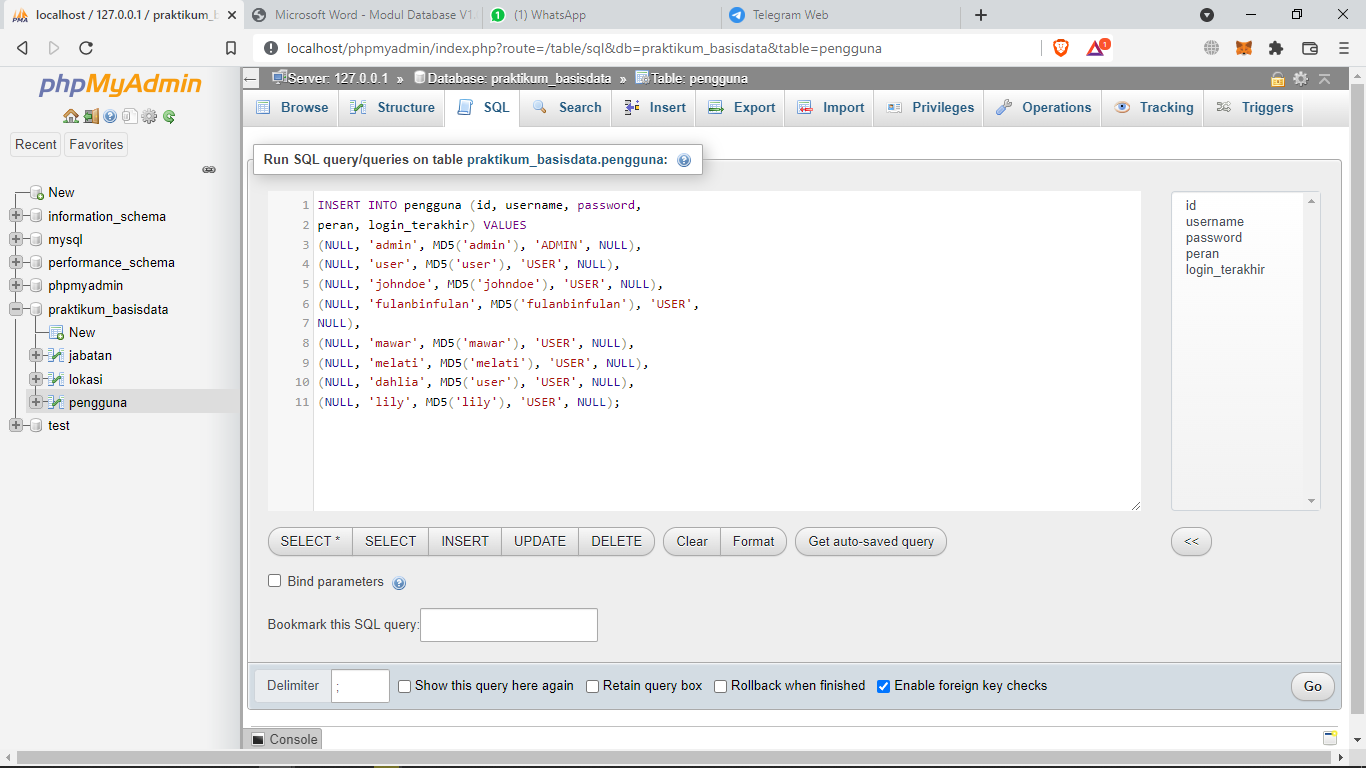 localhost / 127.0.0.1 / praktikum_b
Microsoft Word - Modul Database V1
(1) WhatsApp
Telegram Web
localhost/phpmyadmin/index.php?route=/table/sql&db=praktikum_basisdata&table=pengguna
1
phpMyAdmin
Recent
Favorites
New
information_schema
mysql
performance_schema
phpmyadmin
praktikum_basisdata
New
jabatan
lokasi
pengguna
test
Server: 127.0.0.1 » Database: praktikum_basisdata » Table: pengguna
Browse
Structure
SQL
Search
Insert
Export
Import
Privileges
Operations
Tracking
Triggers
Run SQL query/queries on table praktikum_basisdata.pengguna:
1 INSERT INTO pengguna (id, username, password,
2 peran, login_terakhir) VALUES
3 (NULL, 'admin', MD5('admin'), 'ADMIN', NULL),
4 (NULL, 'user', MD5('user'), 'USER', NULL),
5 (NULL, 'johndoe', MD5('johndoe'), 'USER', NULL),
6 (NULL, 'fulanbinfulan', MD5('fulanbinfulan'), 'USER',
7 NULL),
8 (NULL, 'mawar', MD5('mawar'), 'USER', NULL),
9 (NULL, 'melati', MD5('melati'), 'USER', NULL),
10 (NULL, 'dahlia', MD5('user'), 'USER', NULL),
11 (NULL, 'lily', MD5('lily'), 'USER', NULL);
id
username
password
peran
login_terakhir
SELECT *
SELECT
INSERT
UPDATE
DELETE
Clear
Format
Get auto-saved query
<<
Bind parameters
Bookmark this SQL query:
Delimiter
;
Show this query here again
Retain query box
Rollback when finished
Enable foreign key checks
Go
Console